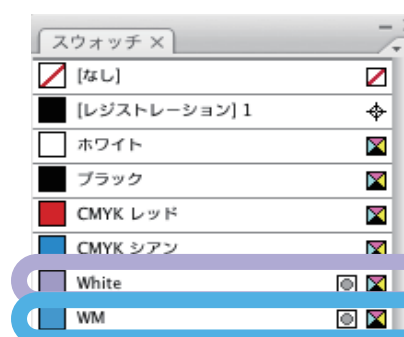 スウォッチ ×
[なし]
[レジストレーション] 1
ホワイト
ブラック
CMYK レッド
CMYK シアン
White
WM